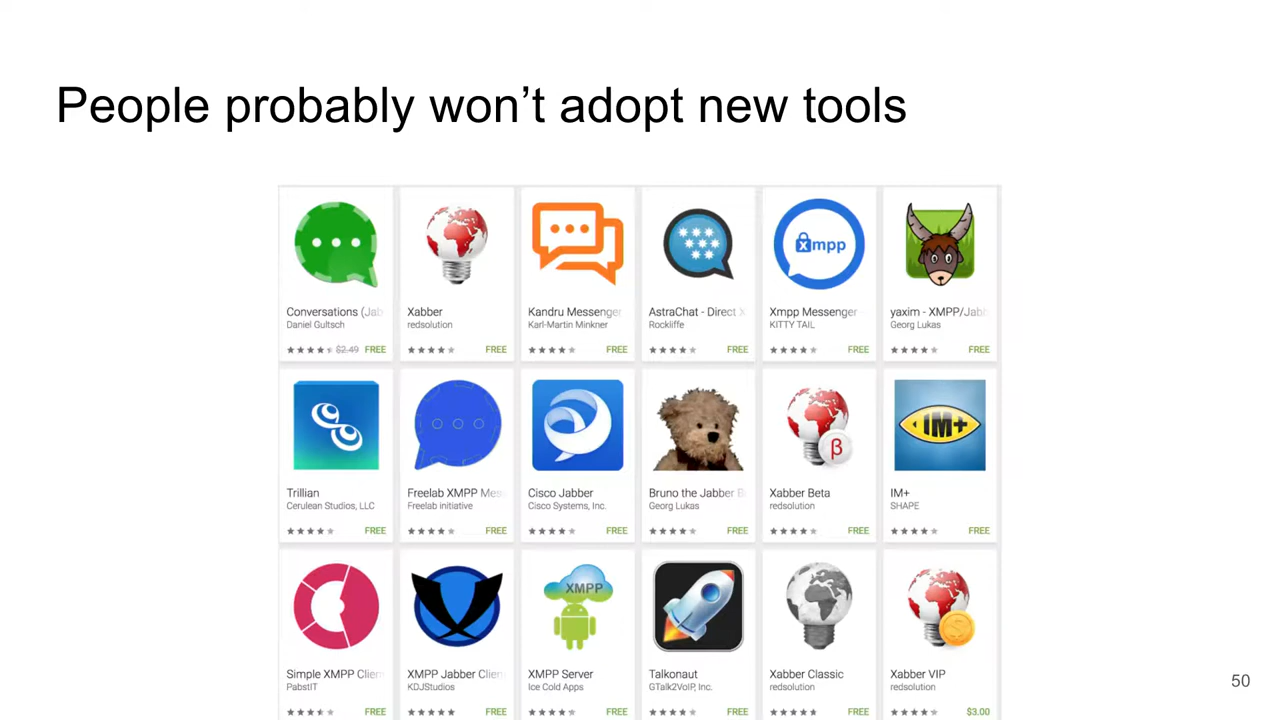 People probably won’t adopt new tools
xmpp
Conversations (Jab
Daniel Gultsch
$2.49 FREE
Xabber
redsolution
FREE
Kandru Messenger
Karl-Martin Minkner
FREE
AstraChat - Direct X
Rockliffe
FREE
Xmpp Messenger
KITTY TAIL
FREE
yaxim - XMPP/Jabb
Georg Lukas
FREE
Trillian
Cerulean Studios, LLC
FREE
Freelab XMPP Mes
Freelab initiative
FREE
Cisco Jabber
Cisco Systems, Inc.
FREE
Bruno the Jabber B
Georg Lukas
FREE
β
Xabber Beta
redsolution
FREE
IM+
IM+
SHAPE
FREE
Simple XMPP Clien
PabstIT
FREE
XMPP Jabber Clien
KDJStudios
FREE
XMPP
XMPP Server
Ice Cold Apps
FREE
Talkonaut
GTalk2VoIP, Inc.
FREE
Xabber Classic
redsolution
FREE
$
Xabber VIP
redsolution
$3.00
50